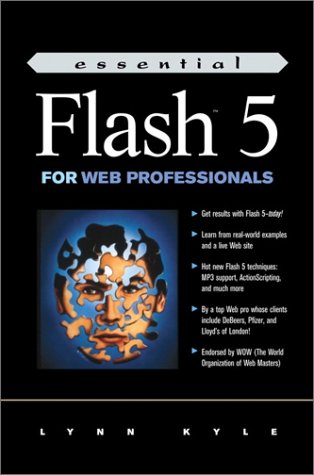 essential
Flash™ 5
FOR WEB PROFESSIONALS
Get results with Flash 5–today!
Learn from real-world examples
and a live Web site
Hot new Flash 5 techniques:
MP3 support, ActionScripting,
and much more
By a top Web pro whose clients
include DeBeers, Pfizer, and
Lloyd's of London!
Endorsed by WOW (The World
Organization of Web Masters)
LYNN KYLE